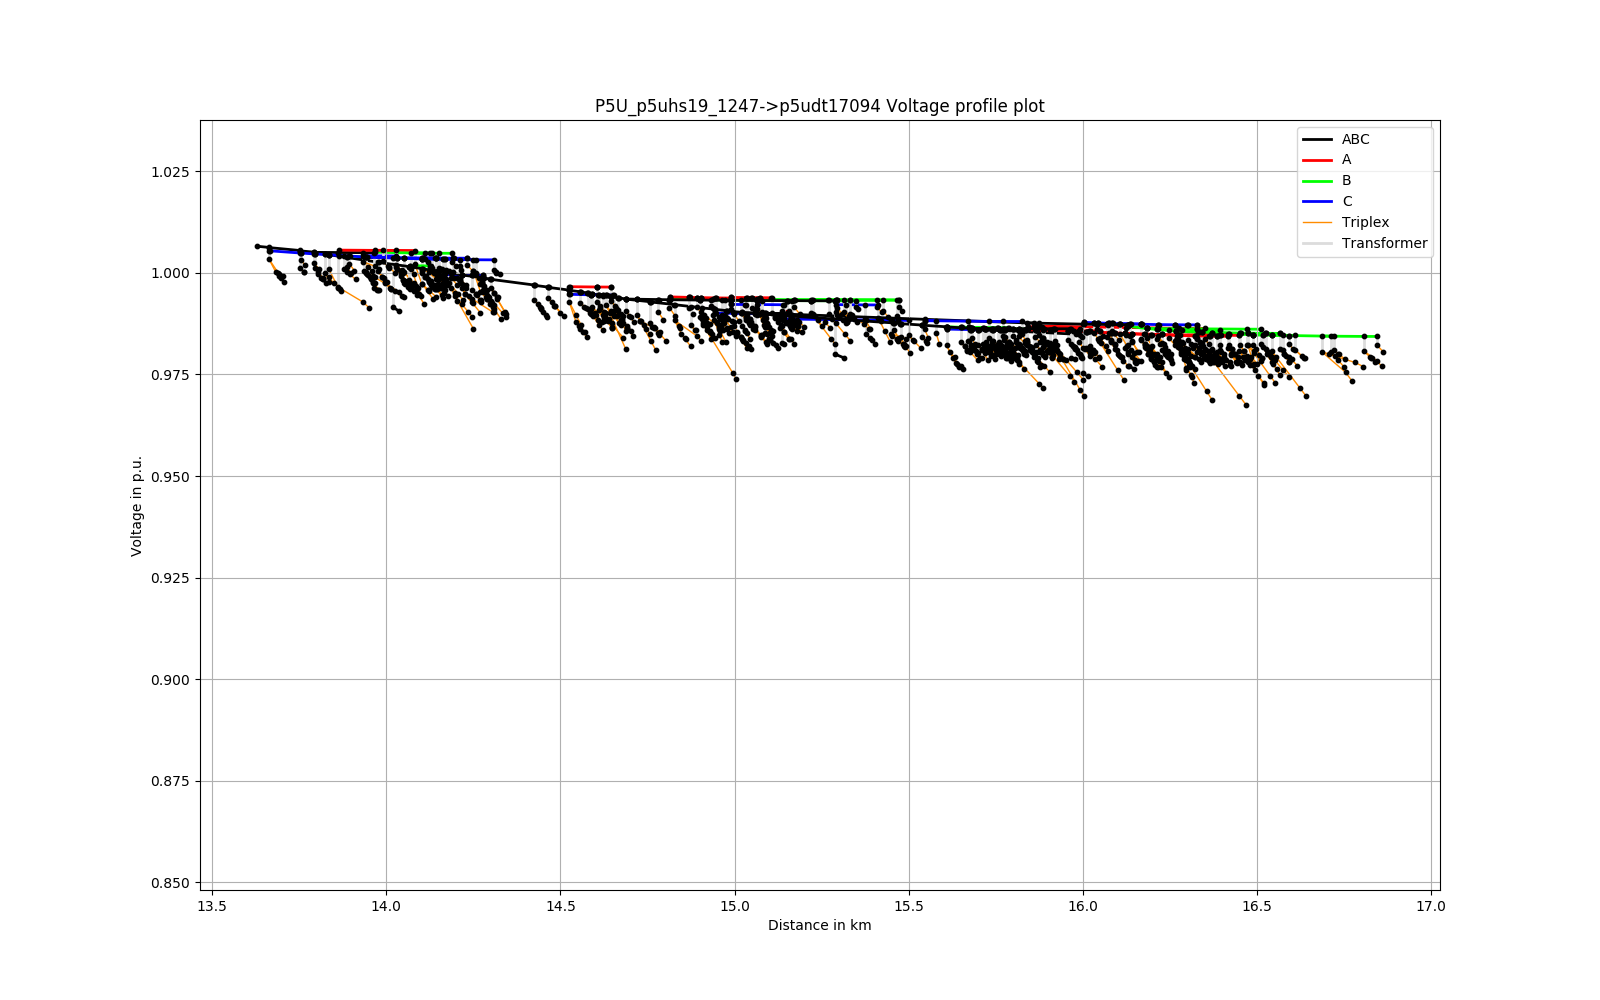 P5U_p5uhs19_1247->p5udt17094 Voltage profile plot
ABC
A
B
C
Triplex
Transformer
1.025
1.000
0.975
0.950
0.925
0.900
0.875
0.850
Voltage in p.u.
13.5 14.0 14.5 15.0 15.5 16.0 16.5 17.0
Distance in km